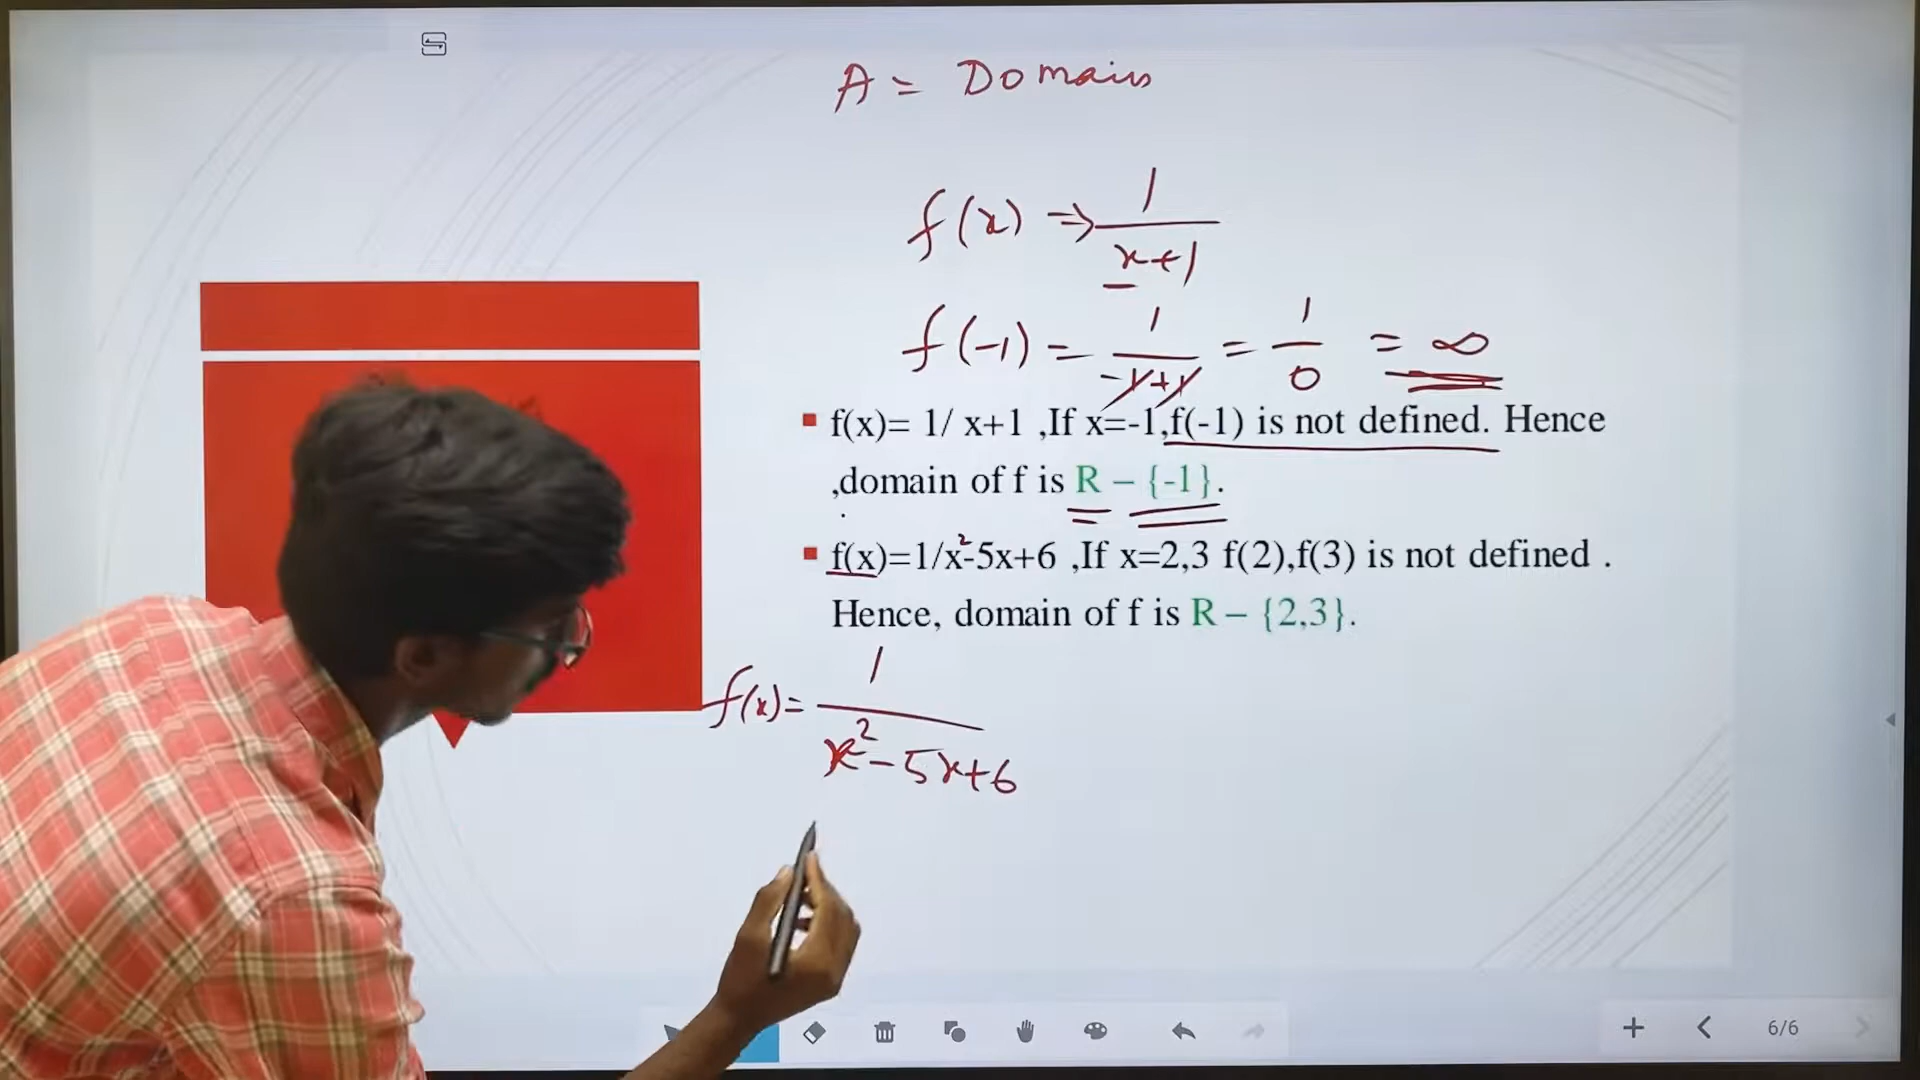 A = Domain
f(x) ⇒ 1/x+1
f(-1) = 1/-1+1 = 1/0 = ∞
▪ f(x)= 1/ x+1 ,If x=-1,f(-1) is not defined. Hence
,domain of f is R – {-1}.
▪ f(x)=1/x²-5x+6 ,If x=2,3 f(2),f(3) is not defined .
Hence, domain of f is R – {2,3}.
f(x)= 1/x²-5x+6
6/6